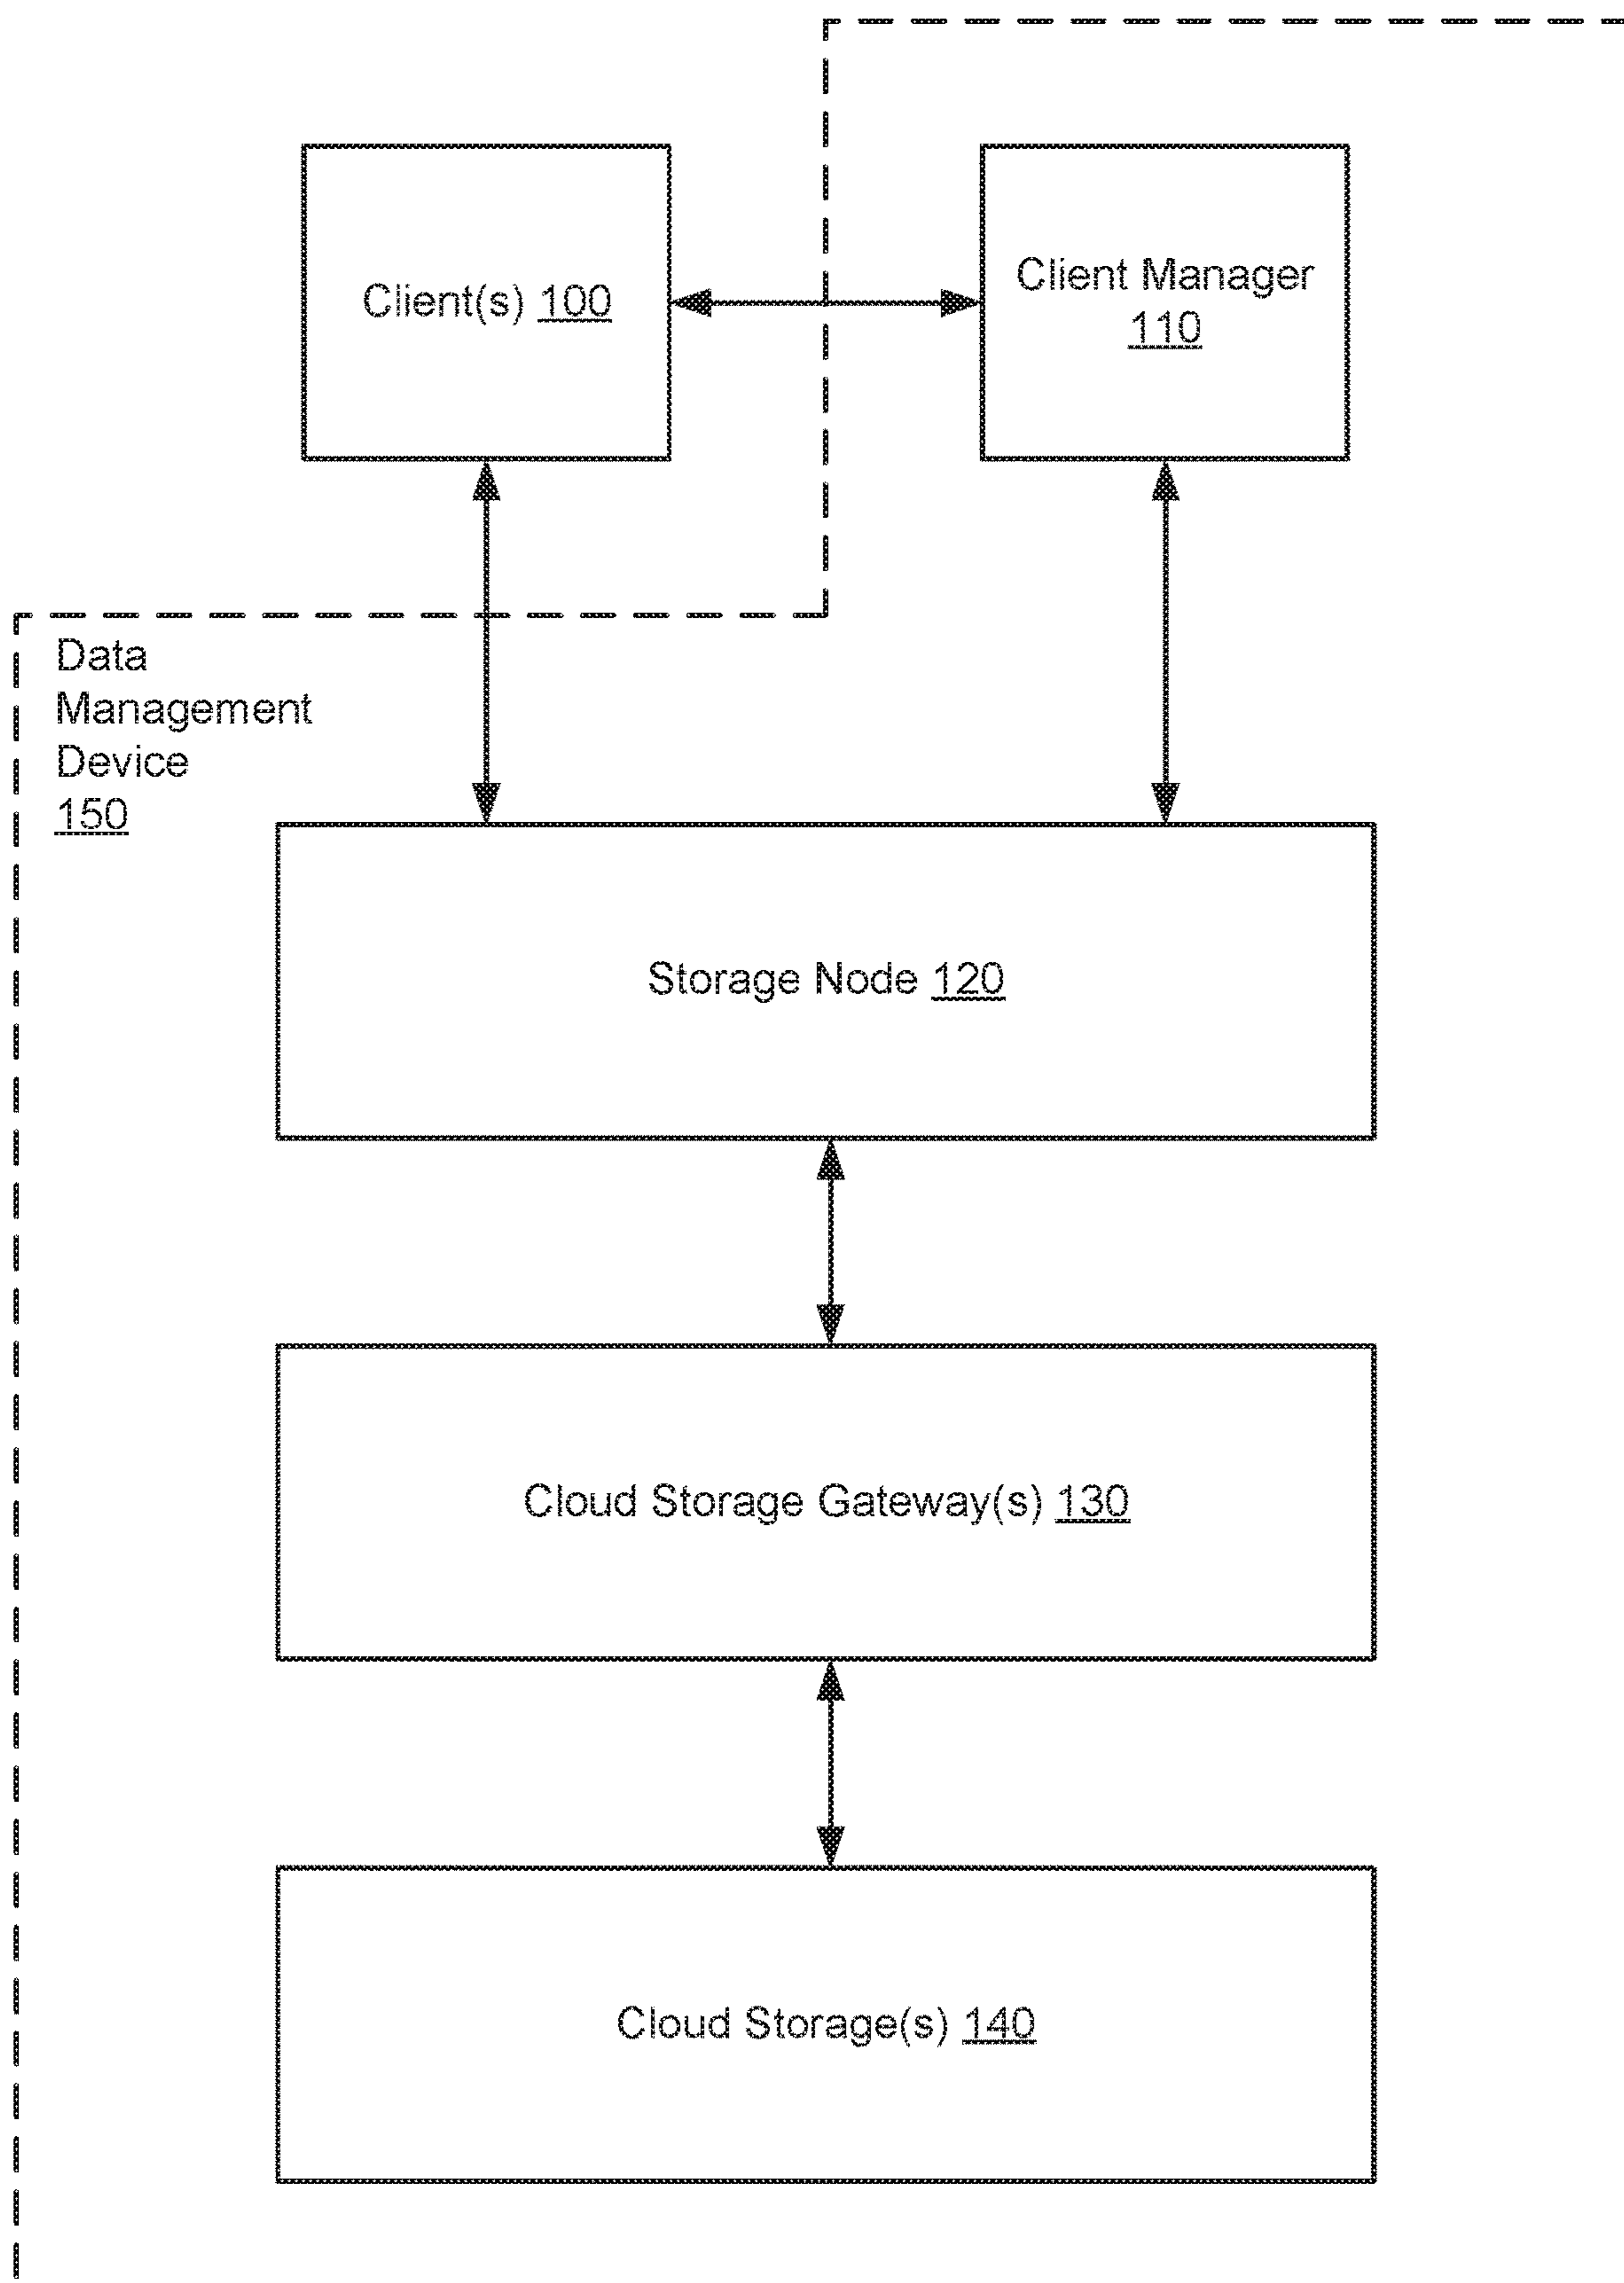 Client(s) 100
Client Manager
110
Data
Management
Device
150
Storage Node 120
Cloud Storage Gateway(s) 130
Cloud Storage(s) 140